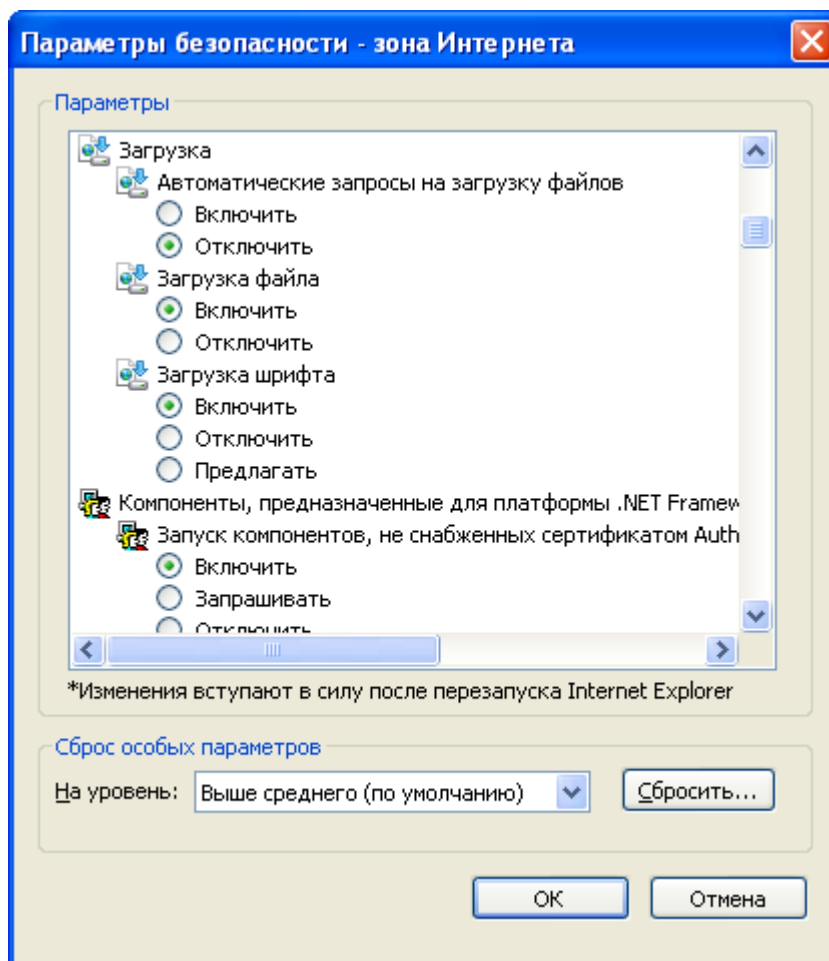 Параметры безопасности - зона Интернета
Параметры
Загрузка
Автоматические запросы на загрузку файлов
Включить
Отключить
Загрузка файла
Включить
Отключить
Загрузка шрифта
Включить
Отключить
Предлагать
Компоненты, предназначенные для платформы .NET Framew
Запуск компонентов, не снабженных сертификатом Auth
Включить
Запрашивать
Отключить
*Изменения вступают в силу после перезапуска Internet Explorer
Сброс особых параметров
На уровень: Выше среднего (по умолчанию) Сбросить...
ОК Отмена